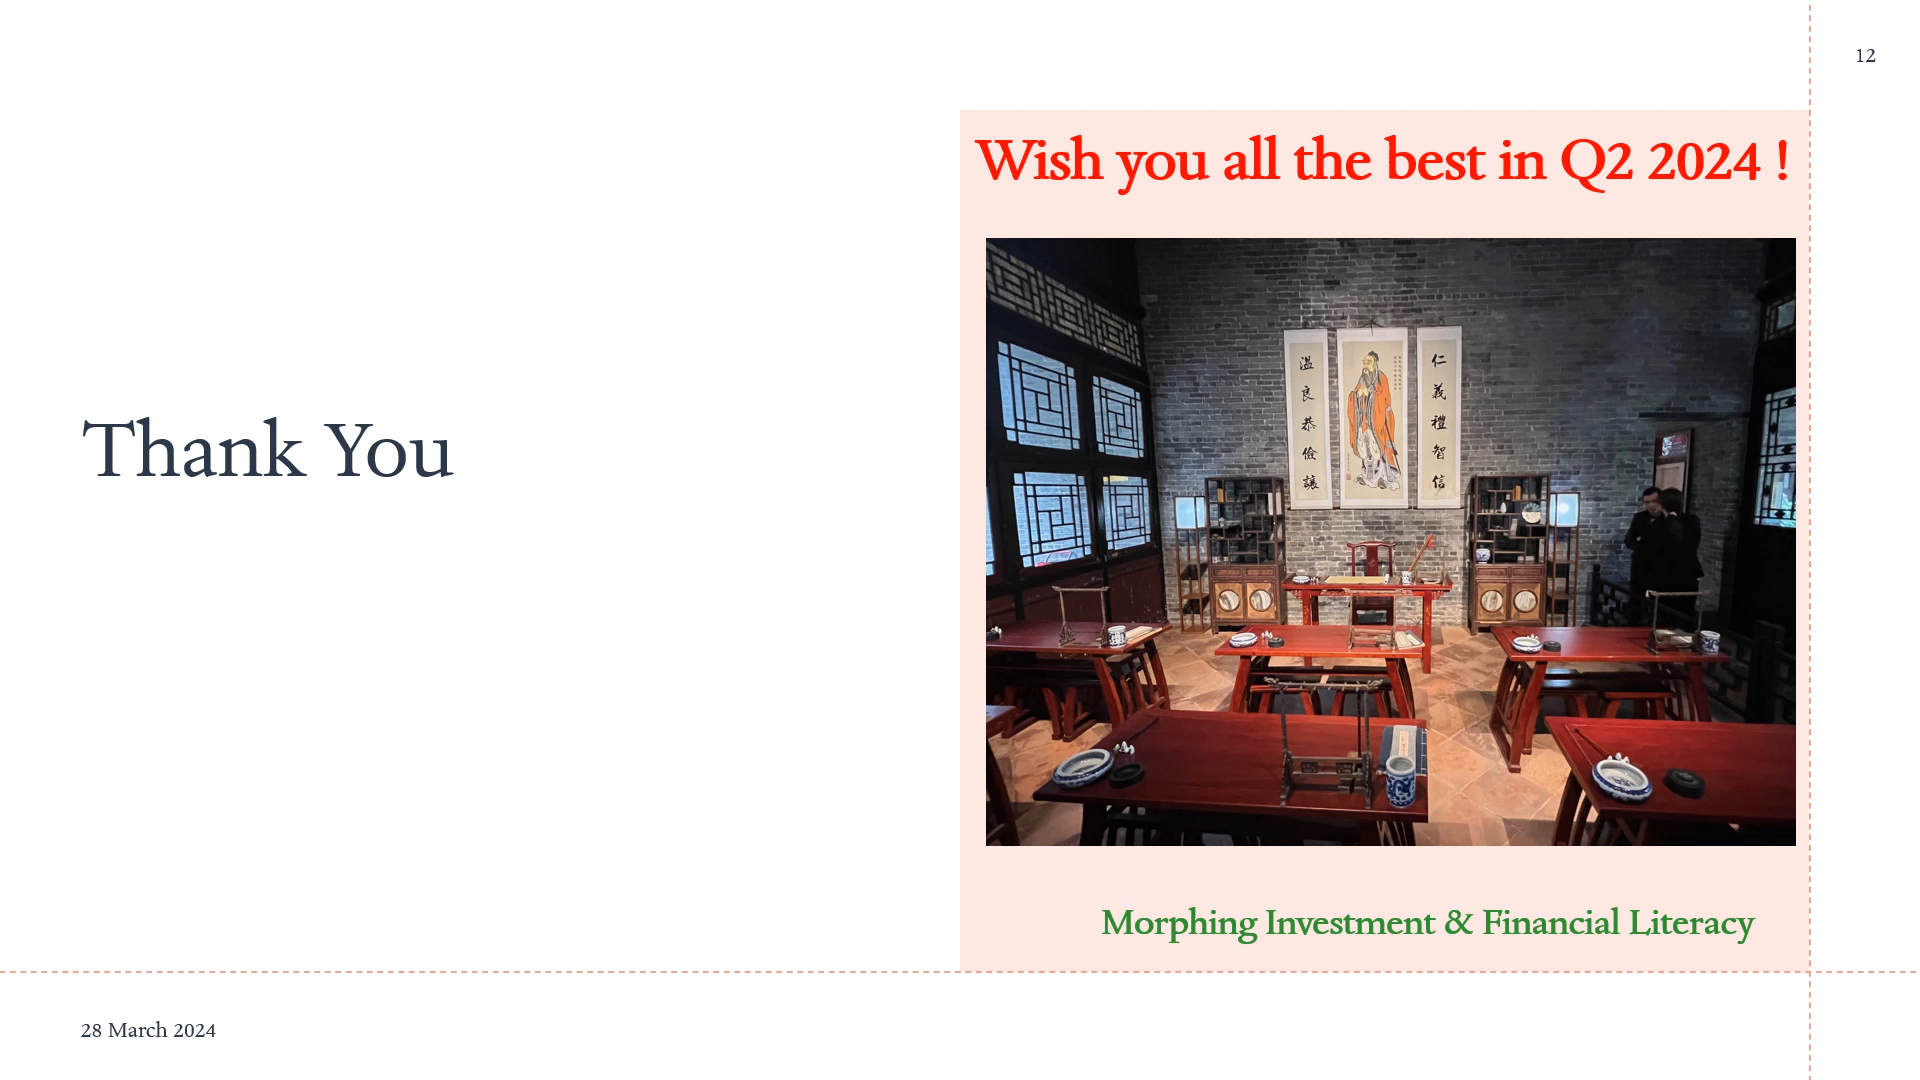 12
Wish you all the best in Q2 2024 !
溫良恭儉讓
仁義禮智信
Thank You
Morphing Investment & Financial Literacy
28 March 2024